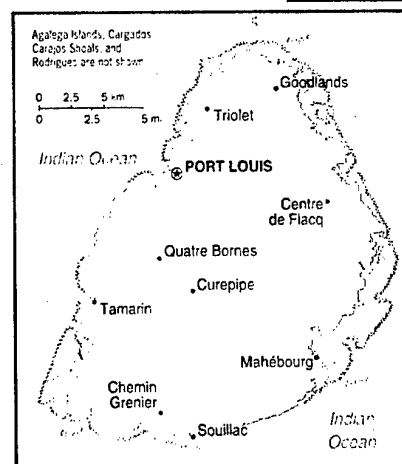 Agalega Islands, Cargados
Carajos Shoals, and
Rodrigues are not shown
0 2.5 5 km
0 2.5 5 m
Goodlands
Triolet
Indian Ocean
PORT LOUIS
Centre
de Flacq
Quatre Bornes
Curepipe
Tamarin
Mahébourg
Chemin
Grenier
Souillac
Indian
Ocean